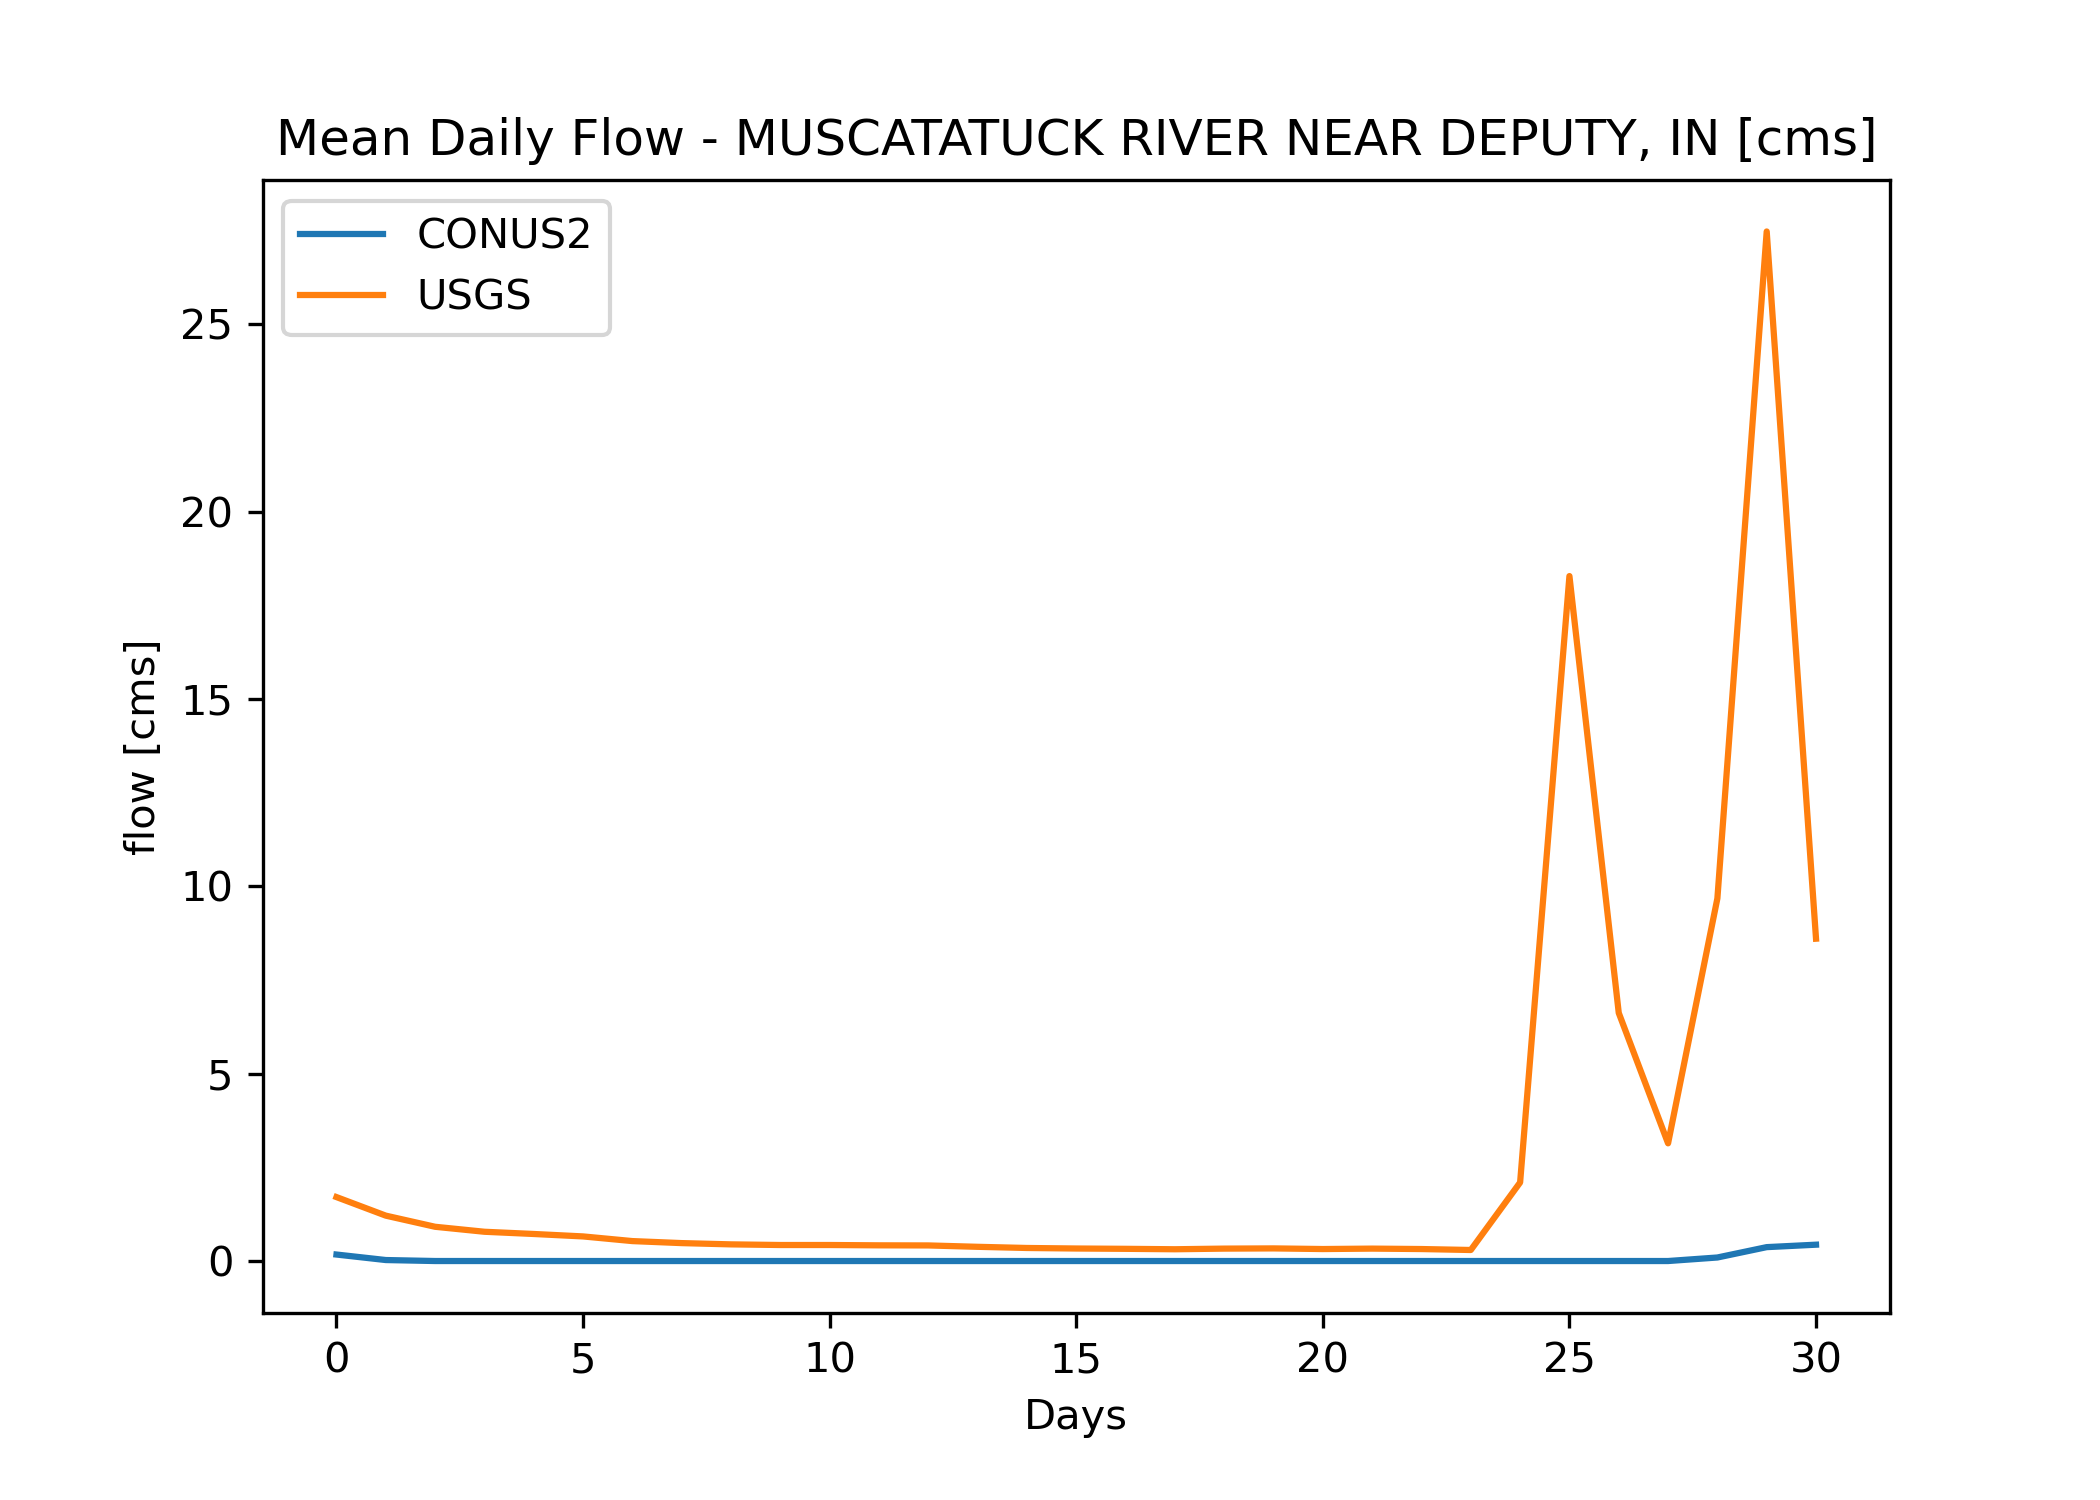 Mean Daily Flow - MUSCATATUCK RIVER NEAR DEPUTY, IN [cms]
CONUS2
USGS
flow [cms]
25
20
15
10
5
0
0 5 10 15 20 25 30
Days